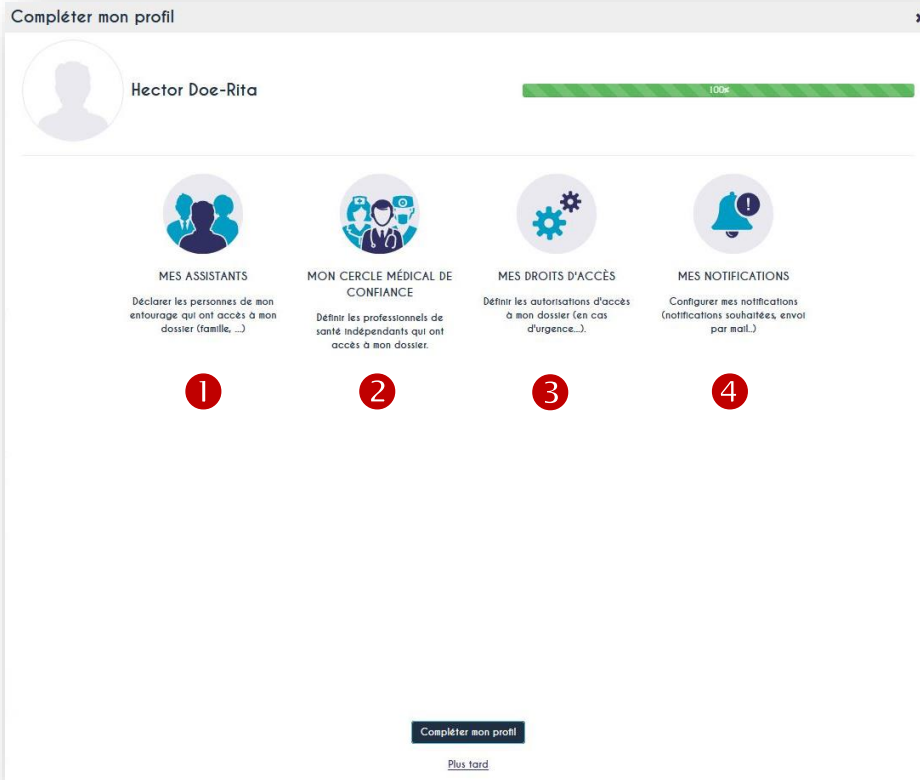 Compléter mon profil
x
Hector Doe-Rita
100%
MES ASSISTANTS
Déclarer les personnes de mon
entourage qui ont accès à mon
dossier (famille, ...)
1
MON CERCLE MÉDICAL DE
CONFIANCE
Définir les professionnels de
santé indépendants qui ont
accès à mon dossier.
2
MES DROITS D'ACCÈS
Définir les autorisations d'accès
à mon dossier (en cas
d'urgence...).
3
!
MES NOTIFICATIONS
Configurer mes notifications
(notifications souhaitées, envoi
par mail..)
4
Compléter mon profil
Plus tard